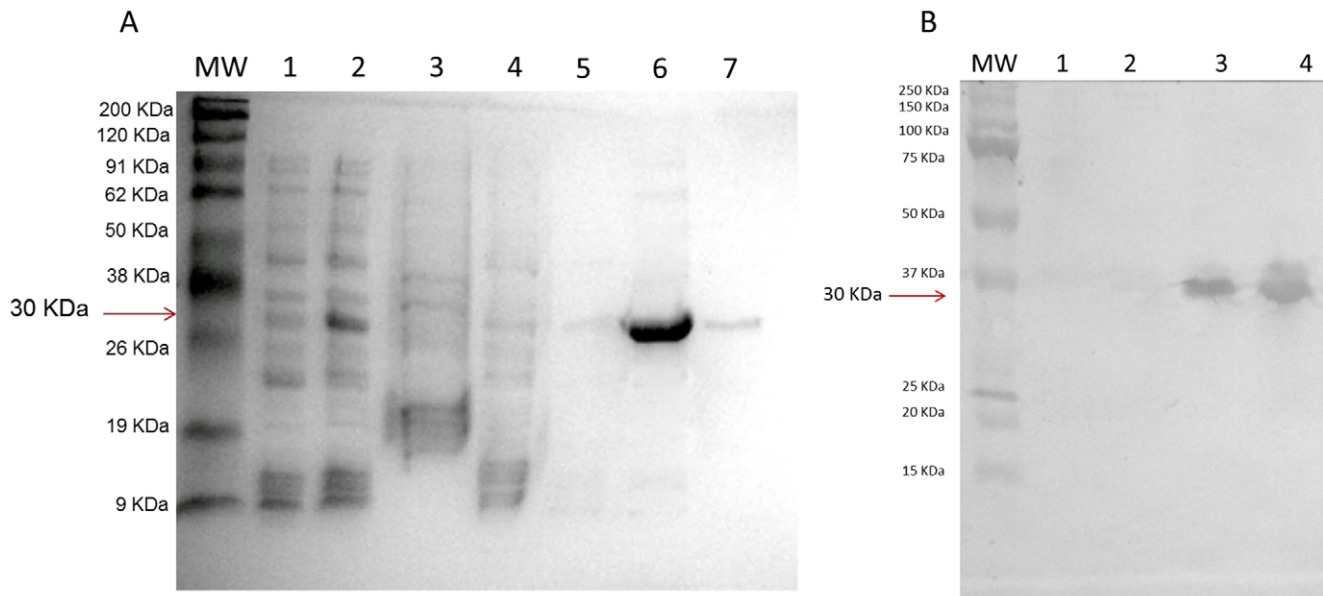 A
MW 1 2 3 4 5 6 7
200 KDa
120 KDa
91 KDa
62 KDa
50 KDa
38 KDa
30 KDa
26 KDa
19 KDa
9 KDa
B
MW 1 2 3 4
250 KDa
150 KDa
100 KDa
75 KDa
50 KDa
37 KDa
30 KDa
25 KDa
20 KDa
15 KDa